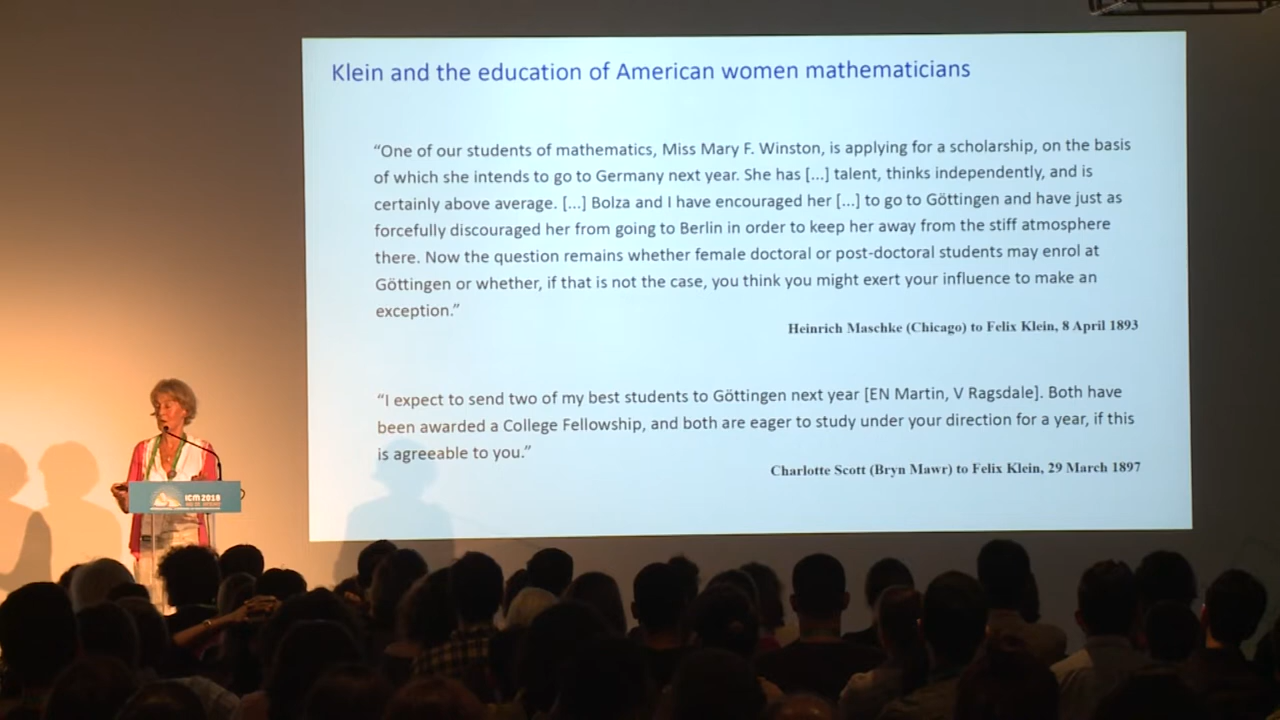 Klein and the education of American women mathematicians
“One of our students of mathematics, Miss Mary F. Winston, is applying for a scholarship, on the basis
of which she intends to go to Germany next year. She has [...] talent, thinks independently, and is
certainly above average. [...] Bolza and I have encouraged her [...] to go to Göttingen and have just as
forcefully discouraged her from going to Berlin in order to keep her away from the stiff atmosphere
there. Now the question remains whether female doctoral or post-doctoral students may enrol at
Göttingen or whether, if that is not the case, you think you might exert your influence to make an
exception.”
Heinrich Maschke (Chicago) to Felix Klein, 8 April 1893
“I expect to send two of my best students to Göttingen next year [EN Martin, V Ragsdale]. Both have
been awarded a College Fellowship, and both are eager to study under your direction for a year, if this
is agreeable to you.”
Charlotte Scott (Bryn Mawr) to Felix Klein, 29 March 1897
ICM 2018